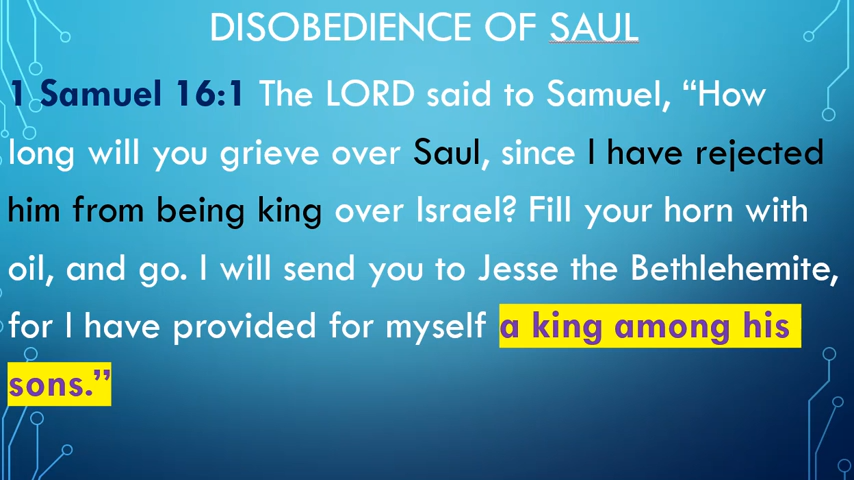 DISOBEDIENCE OF SAUL
1 Samuel 16:1 The LORD said to Samuel, “How
long will you grieve over Saul, since I have rejected
him from being king over Israel? Fill your horn with
oil, and go. I will send you to Jesse the Bethlehemite,
for I have provided for myself a king among his
sons.”